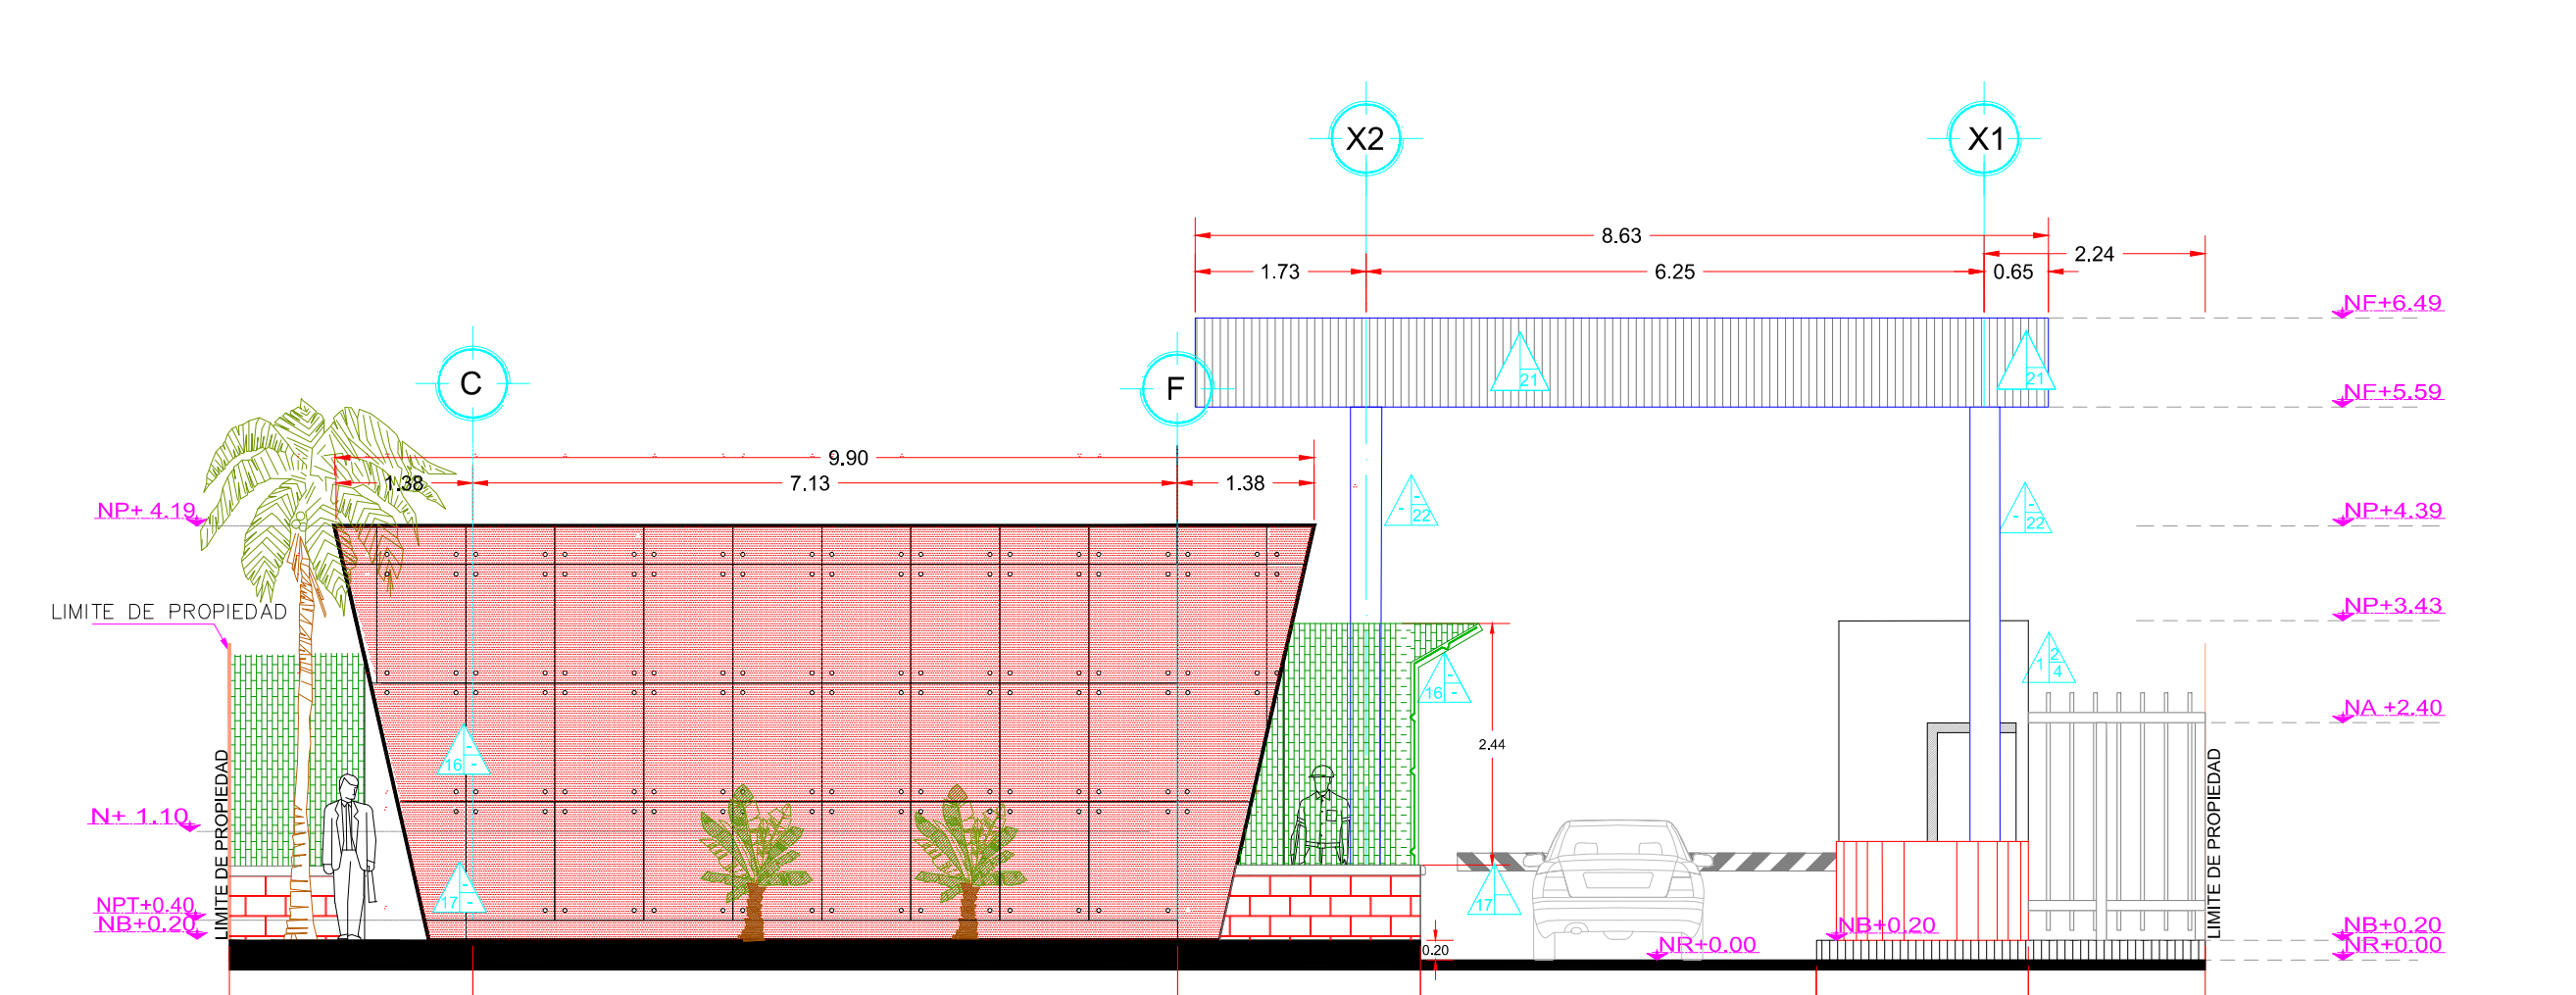 X2
X1
8.63
2.24
1.73
6.25
0.65
NF+6.49
21
21
C
F
NF+5.59
9.90
1.38
7.13
1.38
NP+ 4.19
-
- 22
-
- 22
NP+4.39
LIMITE DE PROPIEDAD
NP+3.43
2
1 4
-
16 -
NA +2.40
2.44
-
16 -
LIMITE DE PROPIEDAD
LIMITE DE PROPIEDAD
N+ 1.10
-
17 -
17
NPT+0.40
NB+0.20
NB+0.20
NB+0.20
NR+0.00
NR+0.00
0.20